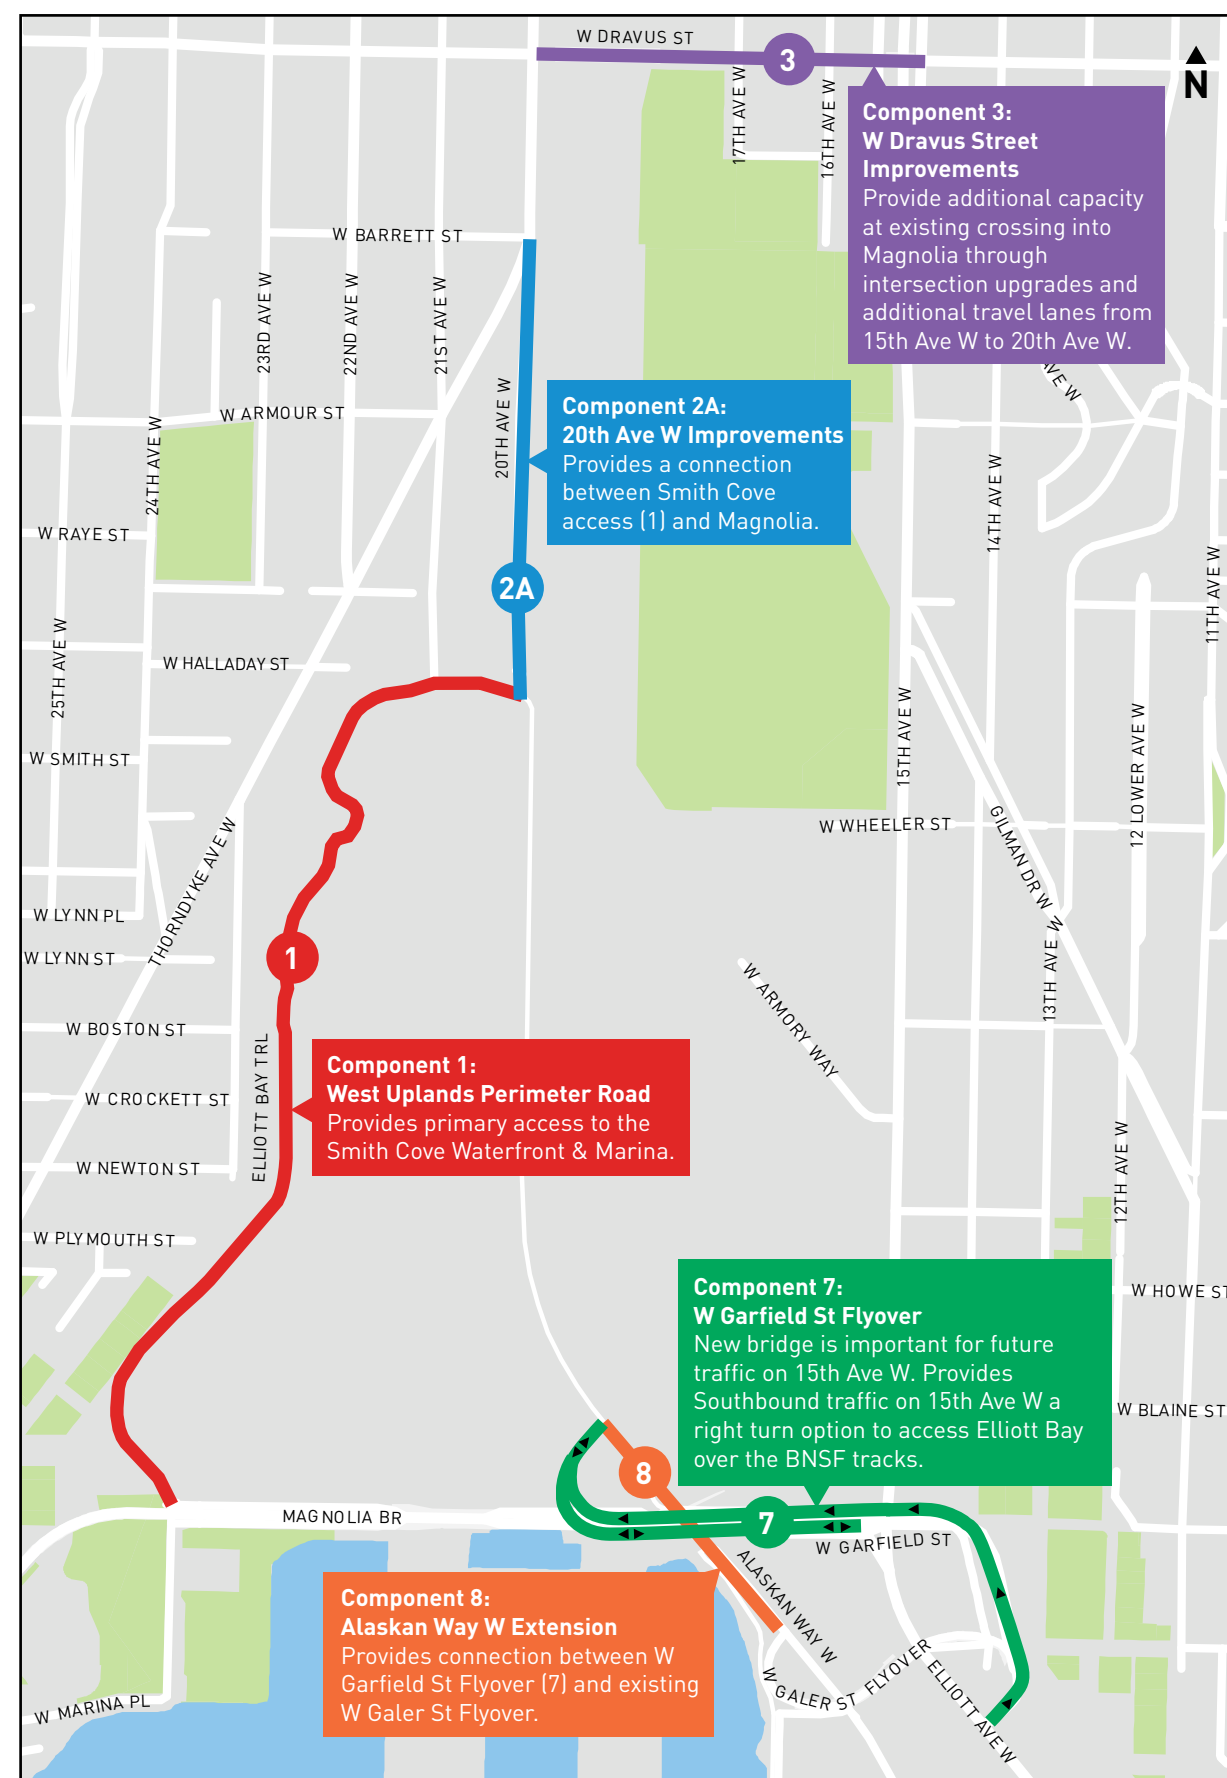 W DRAVUS ST
3
N
17TH AVE W
16TH AVE W
Component 3:
W Dravus Street
Improvements
Provide additional capacity
at existing crossing into
Magnolia through
intersection upgrades and
additional travel lanes from
15th Ave W to 20th Ave W.
W BARRETT ST
23RD AVE W
22ND AVE W
21ST AVE W
20TH AVE W
AVE W
Component 2A:
20th Ave W Improvements
Provides a connection
between Smith Cove
access (1) and Magnolia.
W ARMOUR ST
24TH AVE W
14TH AVE W
W RAYE ST
2A
11TH AVE W
25TH AVE W
W HALLADAY ST
15TH AVE W
12 LOWER AVE W
W SMITH ST
THORNDYKE AVE W
W WHEELER ST
GILMAN DR W
W LYNN PL
W LYNN ST
1
W ARMORY WAY
13TH AVE W
W BOSTON ST
ELLIOTT BAY TRL
Component 1:
West Uplands Perimeter Road
Provides primary access to the
Smith Cove Waterfront & Marina.
W CROCKETT ST
W NEWTON ST
12TH AVE W
W PLYMOUTH ST
Component 7:
W Garfield St Flyover
New bridge is important for future
traffic on 15th Ave W. Provides
Southbound traffic on 15th Ave W a
right turn option to access Elliott Bay
over the BNSF tracks.
W HOWE ST
W BLAINE ST
8
MAGNOLIA BR
7
W GARFIELD ST
ALASKAN WAY W
Component 8:
Alaskan Way W Extension
Provides connection between W
Garfield St Flyover (7) and existing
W Galer St Flyover.
W GALER ST FLYOVER
ELLIOTT AVE W
W MARINA PL